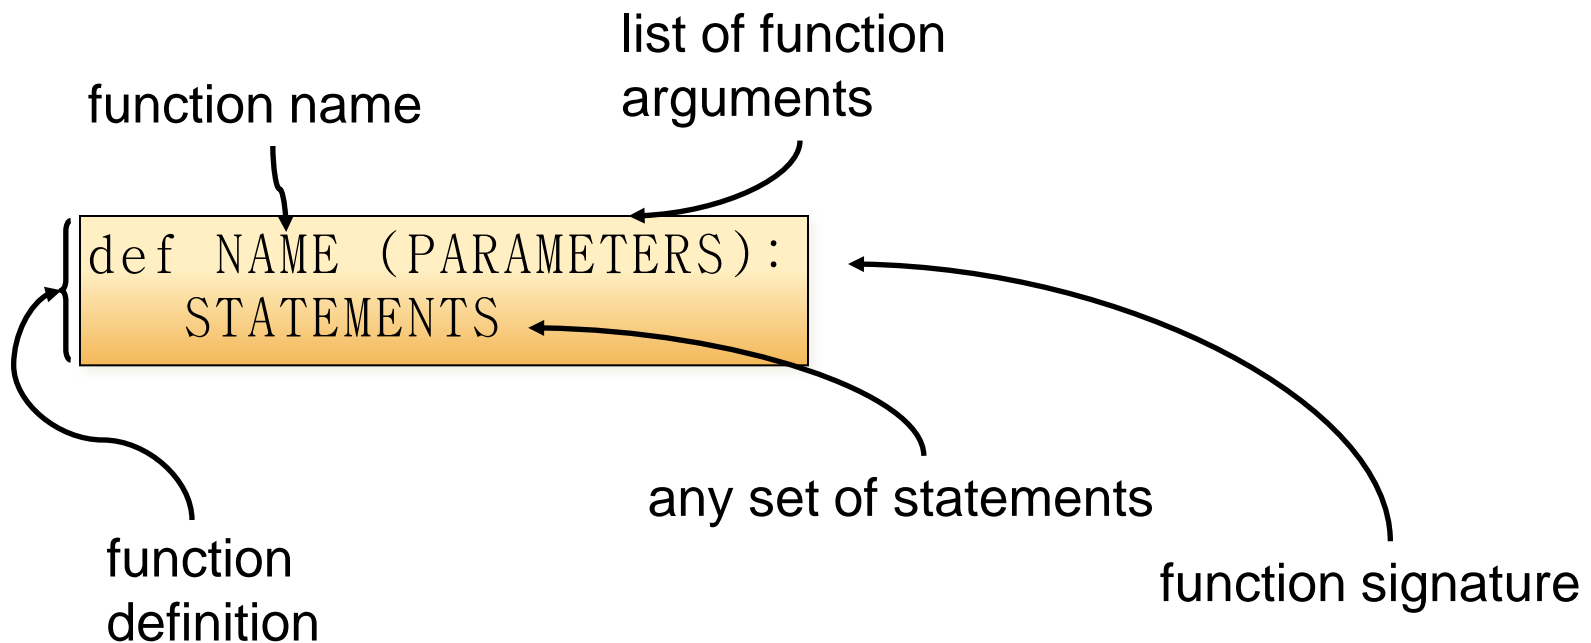 list of function
arguments
function name
def NAME (PARAMETERS):
STATEMENTS
any set of statements
function
definition
function signature